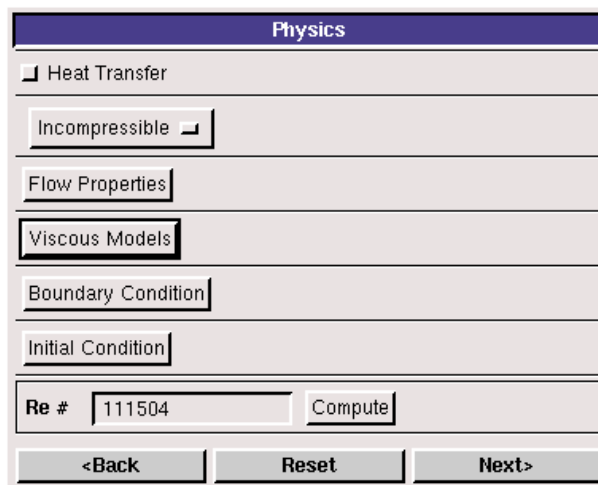 Physics
Heat Transfer
Incompressible
Flow Properties
Viscous Models
Boundary Condition
Initial Condition
Re # 111504 Compute
<Back Reset Next>